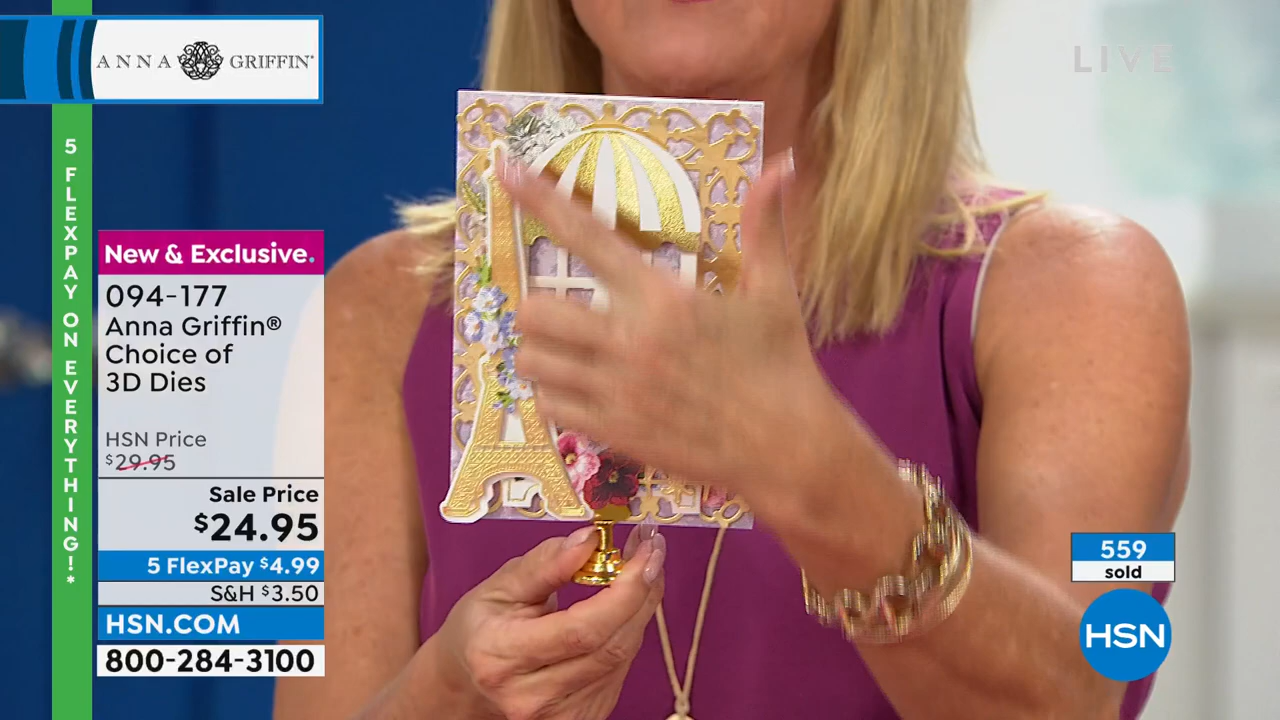 ANNA GRIFFIN®
LIVE
5 FLEXPAY ON EVERYTHING!*
New & Exclusive.
094-177
Anna Griffin®
Choice of
3D Dies
HSN Price
$29.95
Sale Price
$24.95
5 FlexPay $4.99
S&H $3.50
HSN.COM
800-284-3100
559
sold
HSN